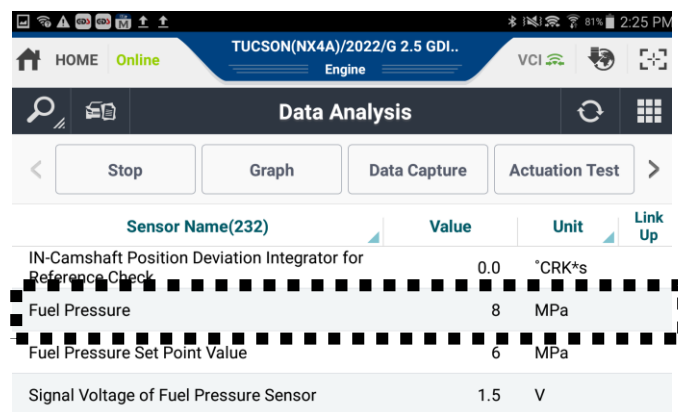 81% 2:25 PM
HOME Online TUCSON(NX4A)/2022/G 2.5 GDI.. VCI
Engine
Data Analysis
Stop Graph Data Capture Actuation Test
Sensor Name(232) Value Unit Link Up
IN-Camshaft Position Deviation Integrator for
Reference Check 0.0 °CRK*s
Fuel Pressure 8 MPa
Fuel Pressure Set Point Value 6 MPa
Signal Voltage of Fuel Pressure Sensor 1.5 V